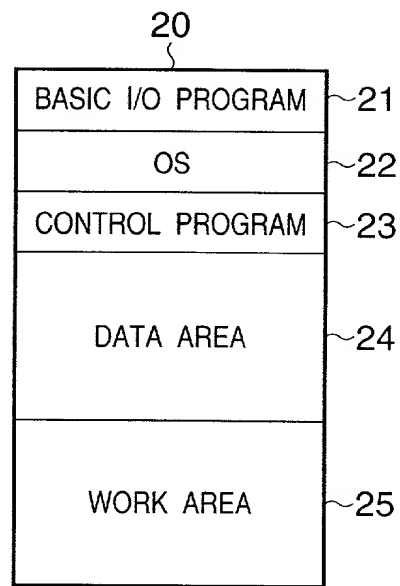 20
BASIC I/O PROGRAM 21
OS 22
CONTROL PROGRAM 23
DATA AREA 24
WORK AREA 25